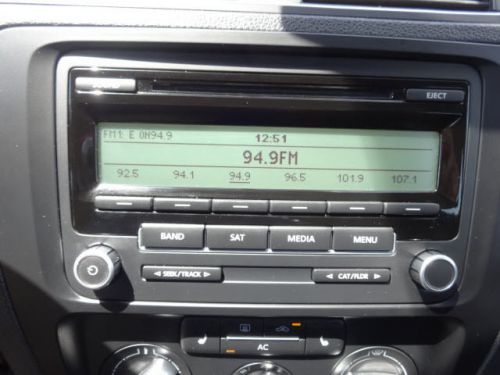 EJECT
FM1 E ON94.9 12:51
94.9FM
92.5 94.1 94.9 96.5 101.9 107.1
BAND SAT MEDIA MENU
SEEK/TRACK CAT/FLDR
AC